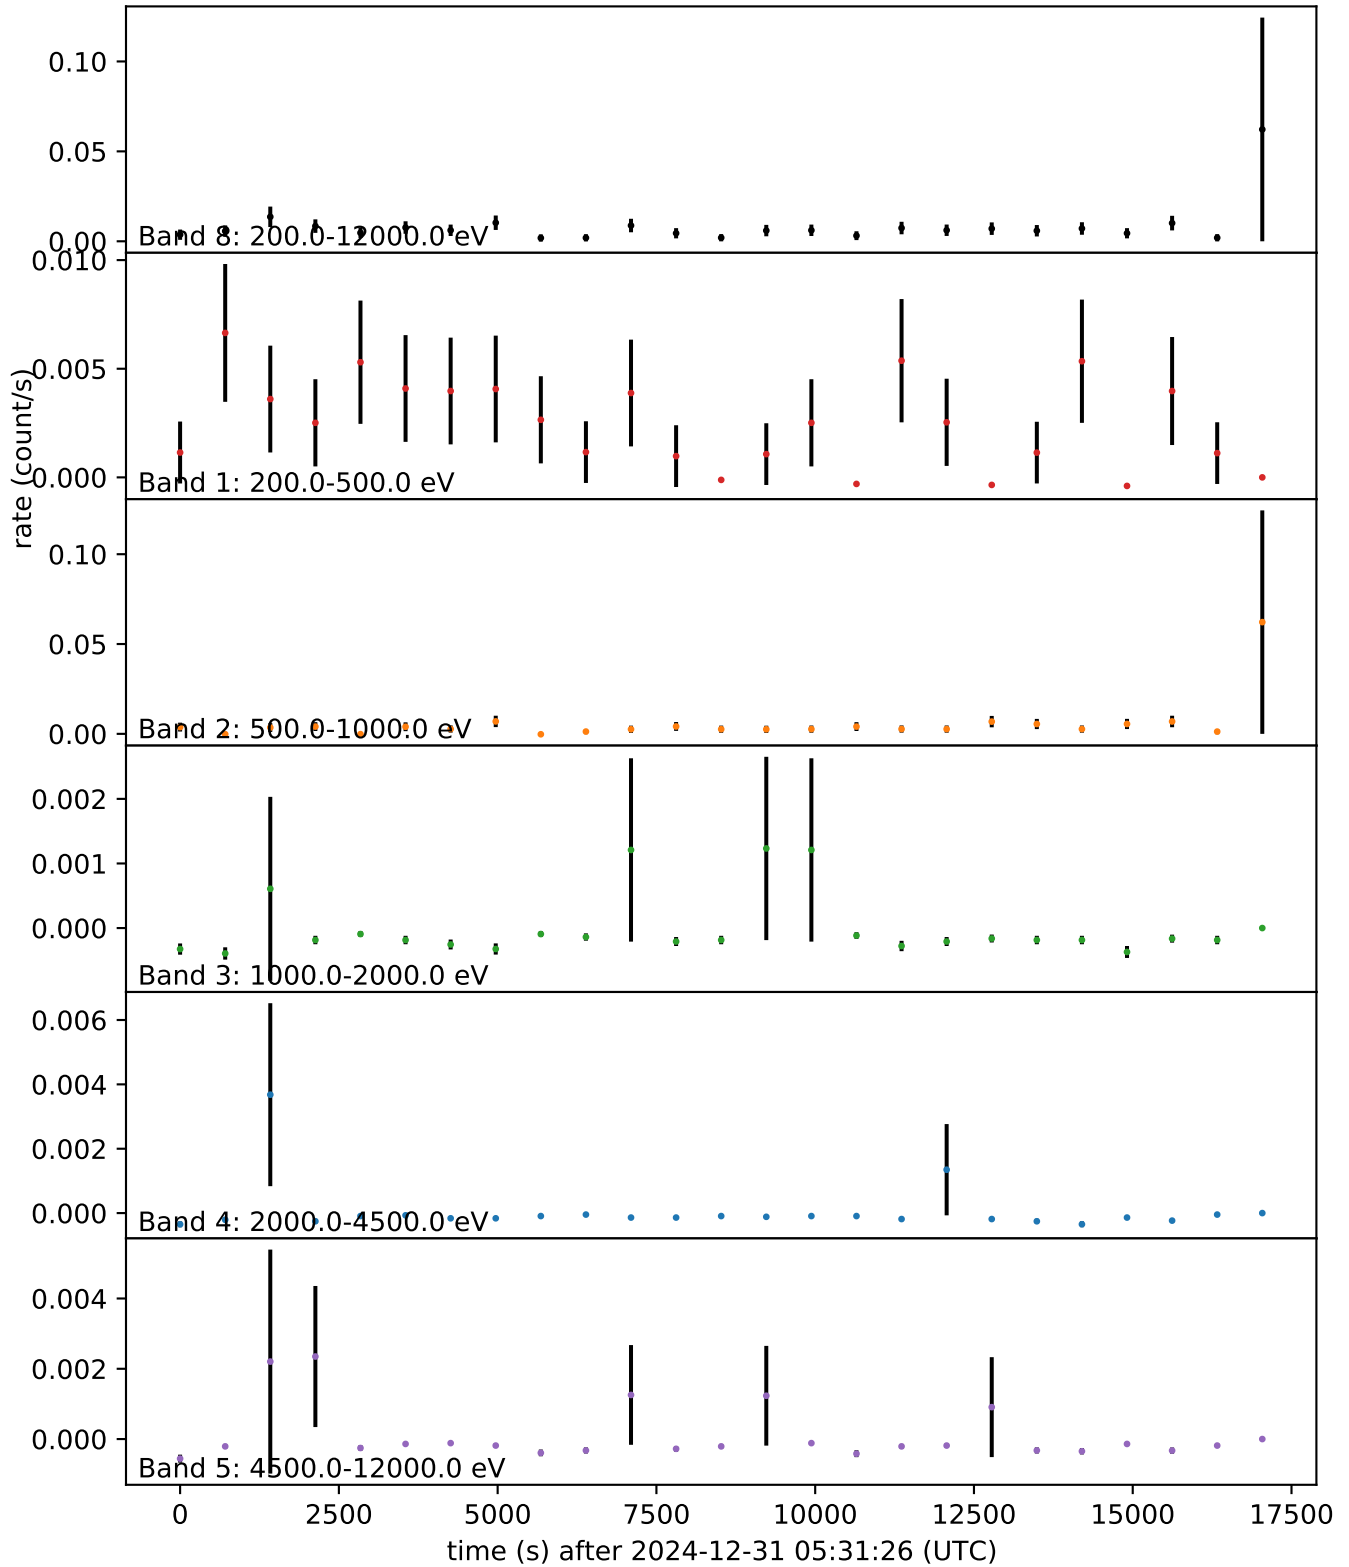 0.10
0.05
0.00
Band 8: 200.0-12000.0 eV
0.010
0.005
0.000
Band 1: 200.0-500.0 eV
rate (count/s)
0.10
0.05
0.00
Band 2: 500.0-1000.0 eV
0.002
0.001
0.000
Band 3: 1000.0-2000.0 eV
0.006
0.004
0.002
0.000
Band 4: 2000.0-4500.0 eV
0.004
0.002
0.000
Band 5: 4500.0-12000.0 eV
0 2500 5000 7500 10000 12500 15000 17500
time (s) after 2024-12-31 05:31:26 (UTC)